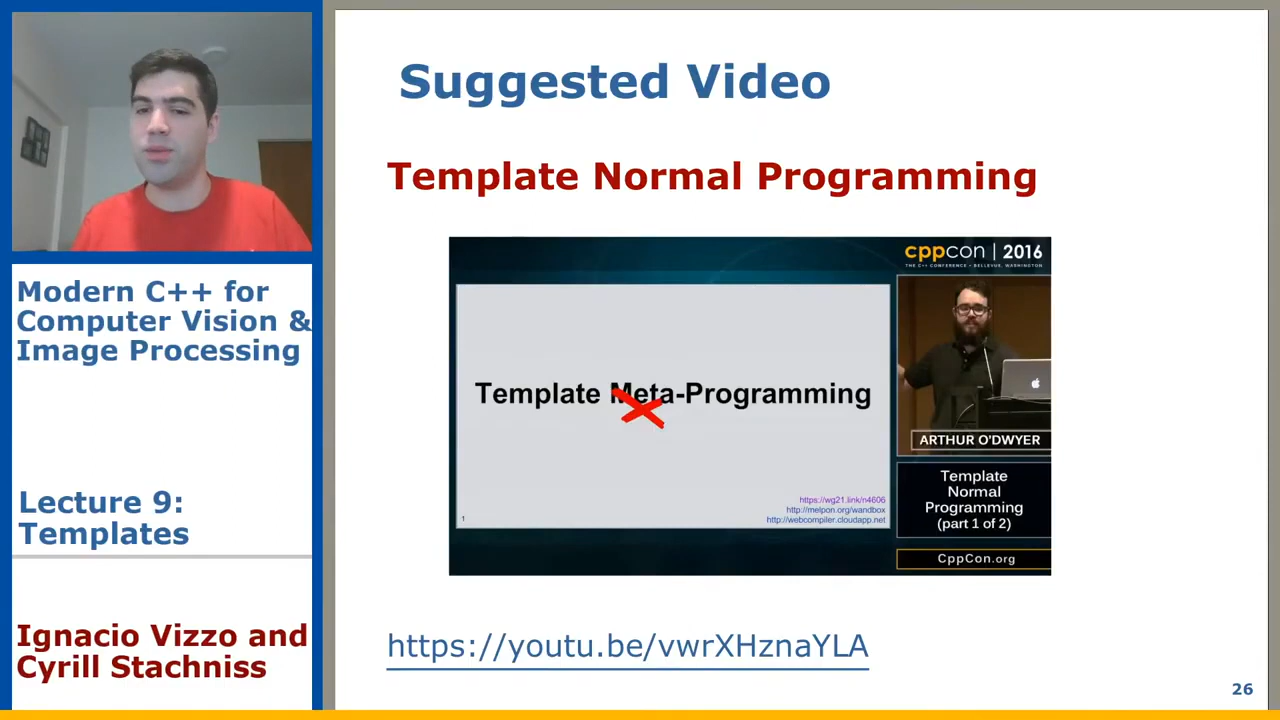 Modern C++ for
Computer Vision &
Image Processing
Lecture 9:
Templates
Ignacio Vizzo and
Cyrill Stachniss
Suggested Video
Template Normal Programming
cppcon | 2016
THE C++ CONFERENCE • BELLEVUE, WASHINGTON
Template Meta-Programming
https://wg21.link/n4606
http://melpon.org/wandbox
http://webcompiler.cloudapp.net
1
ARTHUR O'DWYER
Template
Normal
Programming
(part 1 of 2)
CppCon.org
https://youtu.be/vwrXHznaYLA
26